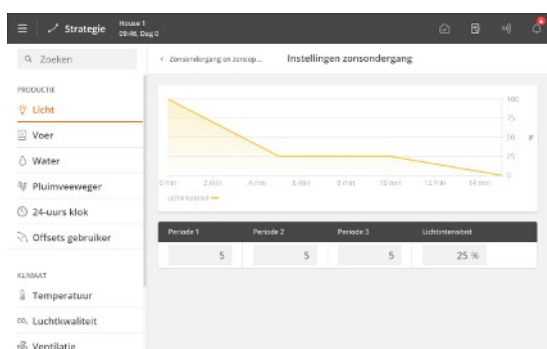 Strategie
House 1
09:46, Dag 0
Zoeken
Zonsondergang en zonsop...
Instellingen zonsondergang
PRODUCTIE
Licht
Voer
Water
Pluimveeweger
24-uurs klok
Offsets gebruiker
KLIMAAT
Temperatuur
Luchtkwaliteit
Ventilatie
100
75
50
%
25
0
0 min 2 min 4 min 6 min 8 min 10 min 12 min 14 min
Lichtintensiteit
Periode 1 Periode 2 Periode 3 Lichtintensiteit
5 5 5 25 %